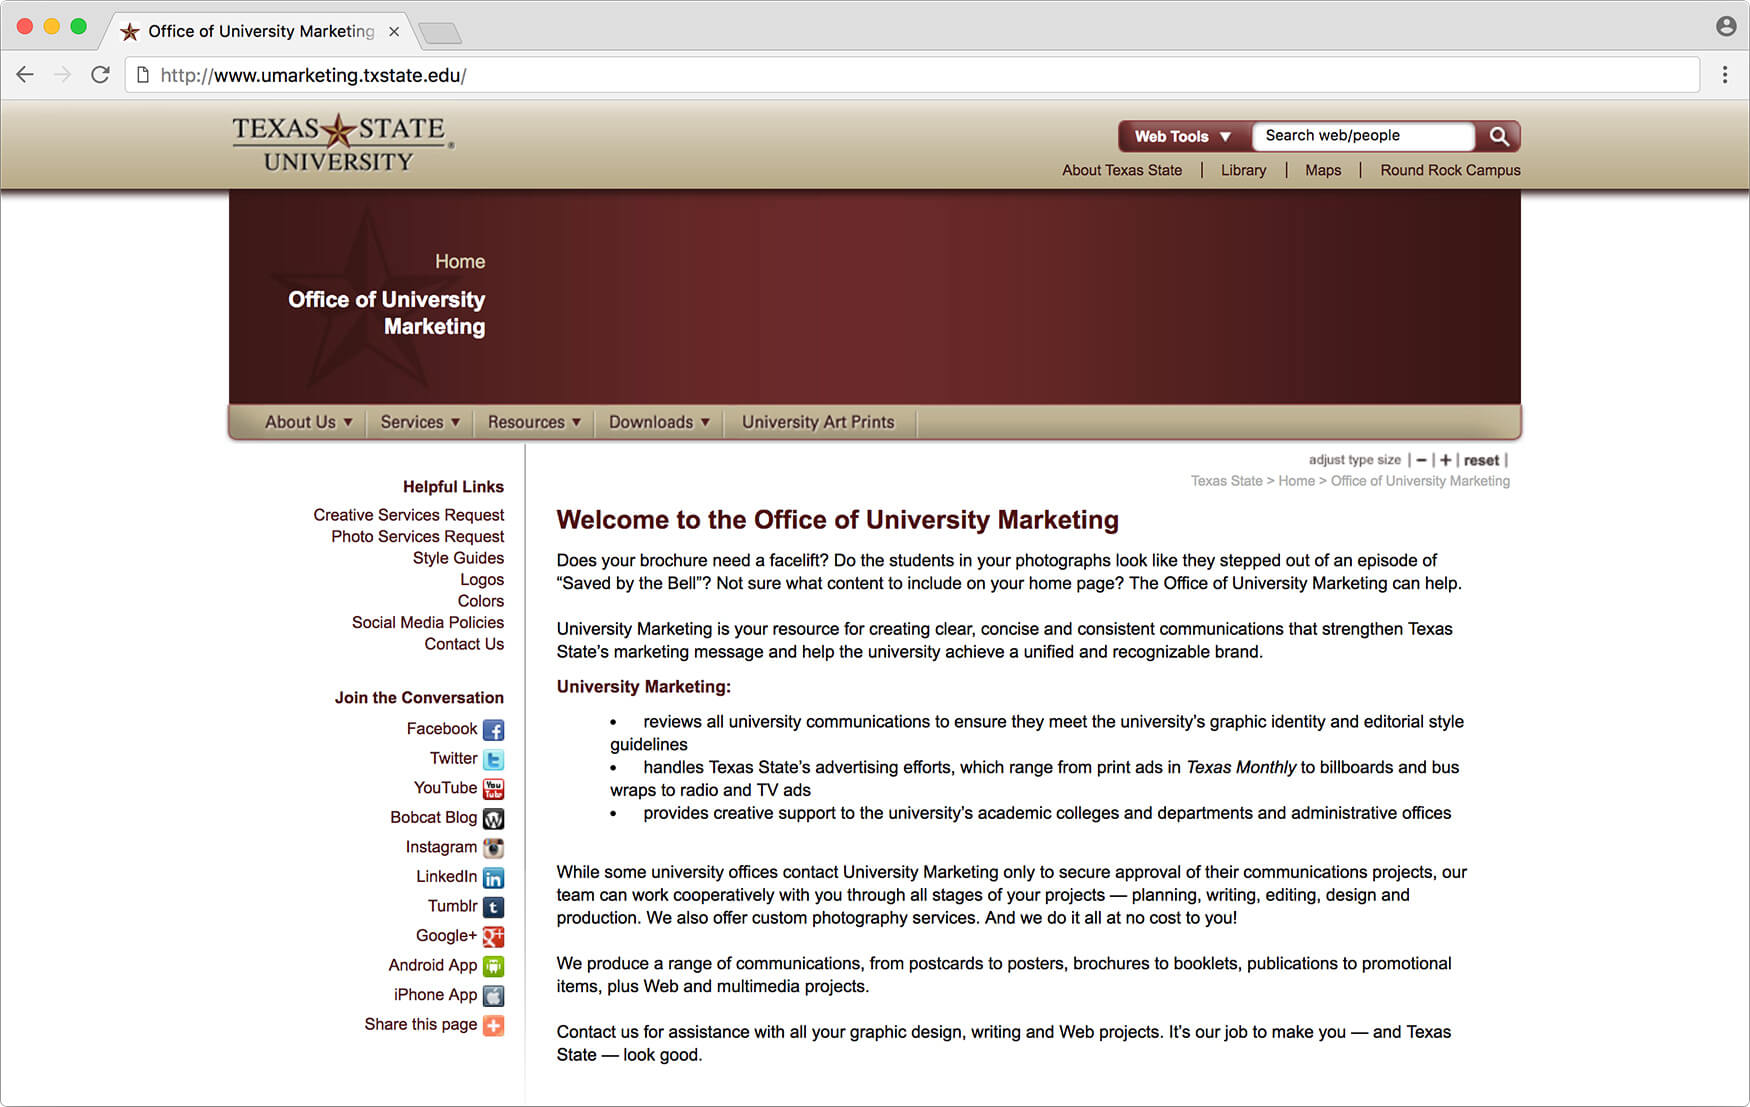 Office of University Marketing
http://www.umarketing.txstate.edu/
TEXAS STATE
UNIVERSITY
®
Web Tools
Search web/people
About Texas State | Library | Maps | Round Rock Campus
Home
Office of University
Marketing
About Us
Services
Resources
Downloads
University Art Prints
adjust type size | − | + | reset |
Texas State > Home > Office of University Marketing
Helpful Links
Creative Services Request
Photo Services Request
Style Guides
Logos
Colors
Social Media Policies
Contact Us
Join the Conversation
Facebook
Twitter
YouTube
You
Tube
Bobcat Blog
Instagram
LinkedIn
Tumblr
Google+
Android App
iPhone App
Share this page
Welcome to the Office of University Marketing
Does your brochure need a facelift? Do the students in your photographs look like they stepped out of an episode of
“Saved by the Bell”? Not sure what content to include on your home page? The Office of University Marketing can help.
University Marketing is your resource for creating clear, concise and consistent communications that strengthen Texas
State’s marketing message and help the university achieve a unified and recognizable brand.
University Marketing:
• reviews all university communications to ensure they meet the university’s graphic identity and editorial style
guidelines
• handles Texas State’s advertising efforts, which range from print ads in Texas Monthly to billboards and bus
wraps to radio and TV ads
• provides creative support to the university’s academic colleges and departments and administrative offices
While some university offices contact University Marketing only to secure approval of their communications projects, our
team can work cooperatively with you through all stages of your projects — planning, writing, editing, design and
production. We also offer custom photography services. And we do it all at no cost to you!
We produce a range of communications, from postcards to posters, brochures to booklets, publications to promotional
items, plus Web and multimedia projects.
Contact us for assistance with all your graphic design, writing and Web projects. It’s our job to make you — and Texas
State — look good.